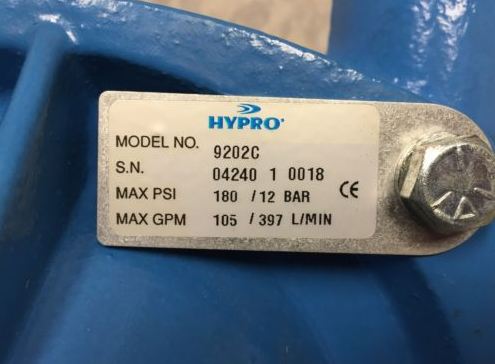 HYPRO
MODEL NO. 9202C
S.N. 04240 1 0018
MAX PSI 180 / 12 BAR CE
MAX GPM 105 / 397 L/MIN